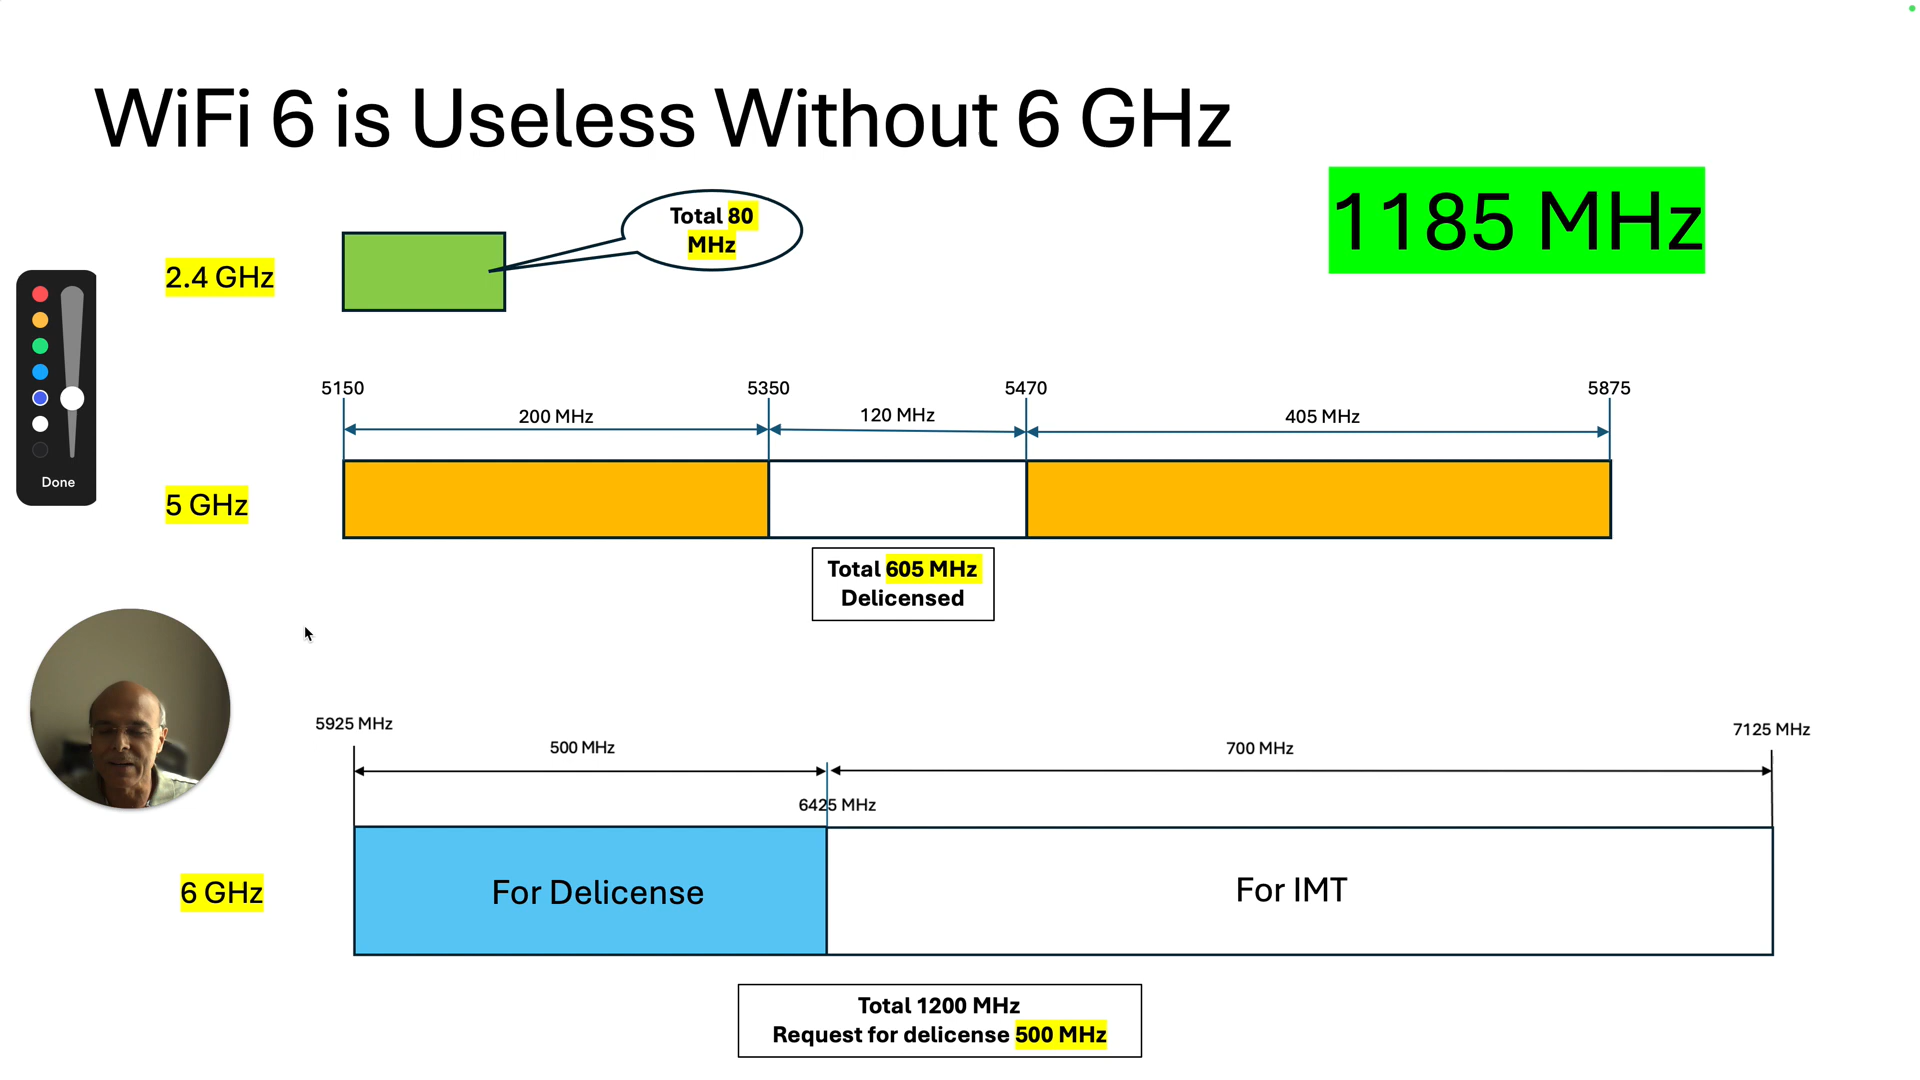 WiFi 6 is Useless Without 6 GHz
1185 MHz
Total 80
MHz
2.4 GHz
5150
5350
5470
5875
200 MHz
120 MHz
405 MHz
Done
5 GHz
Total 605 MHz
Delicensed
5925 MHz
7125 MHz
500 MHz
700 MHz
6425 MHz
6 GHz
For Delicense
For IMT
Total 1200 MHz
Request for delicense 500 MHz